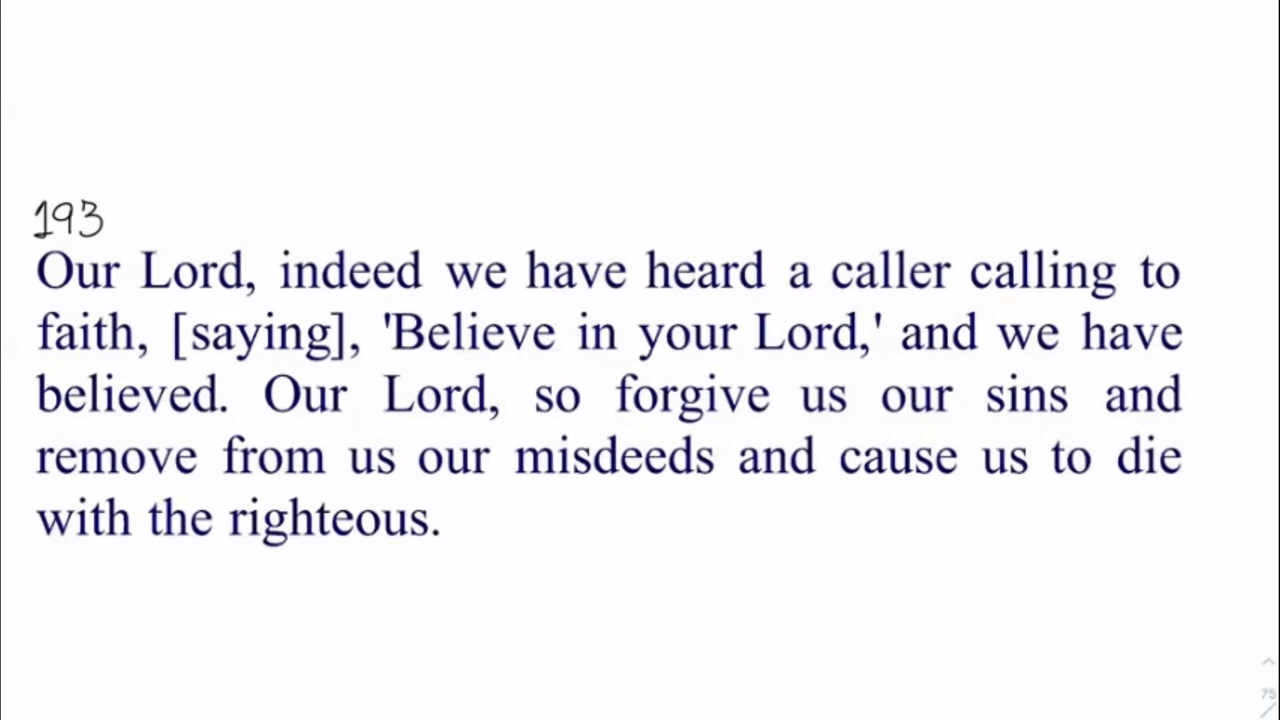 193
Our Lord, indeed we have heard a caller calling to
faith, [saying], 'Believe in your Lord,' and we have
believed. Our Lord, so forgive us our sins and
remove from us our misdeeds and cause us to die
with the righteous.
75